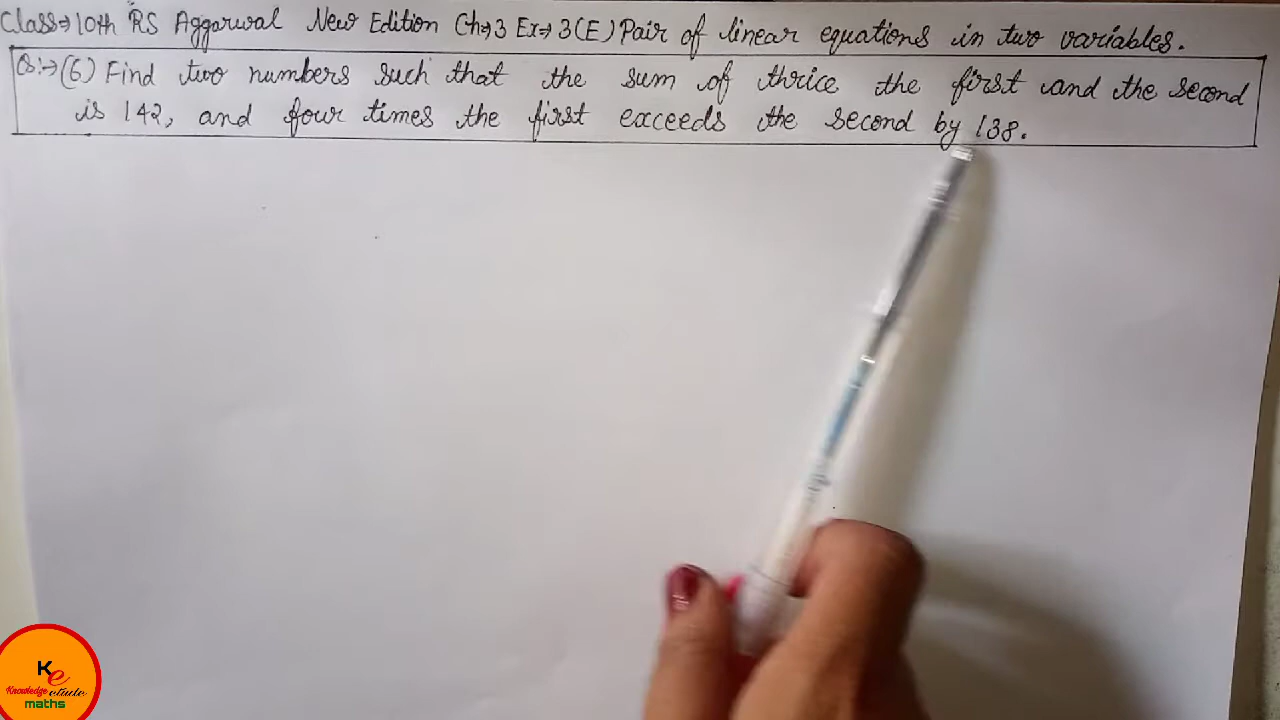 Class→10th RS Aggarwal New Edition Ch→3 Ex→3(E) Pair of linear equations in two variables.
Q:→(6) Find two numbers such that the sum of thrice the first and the second
is 142, and four times the first exceeds the second by 138.
Ke
Knowledge etute
maths